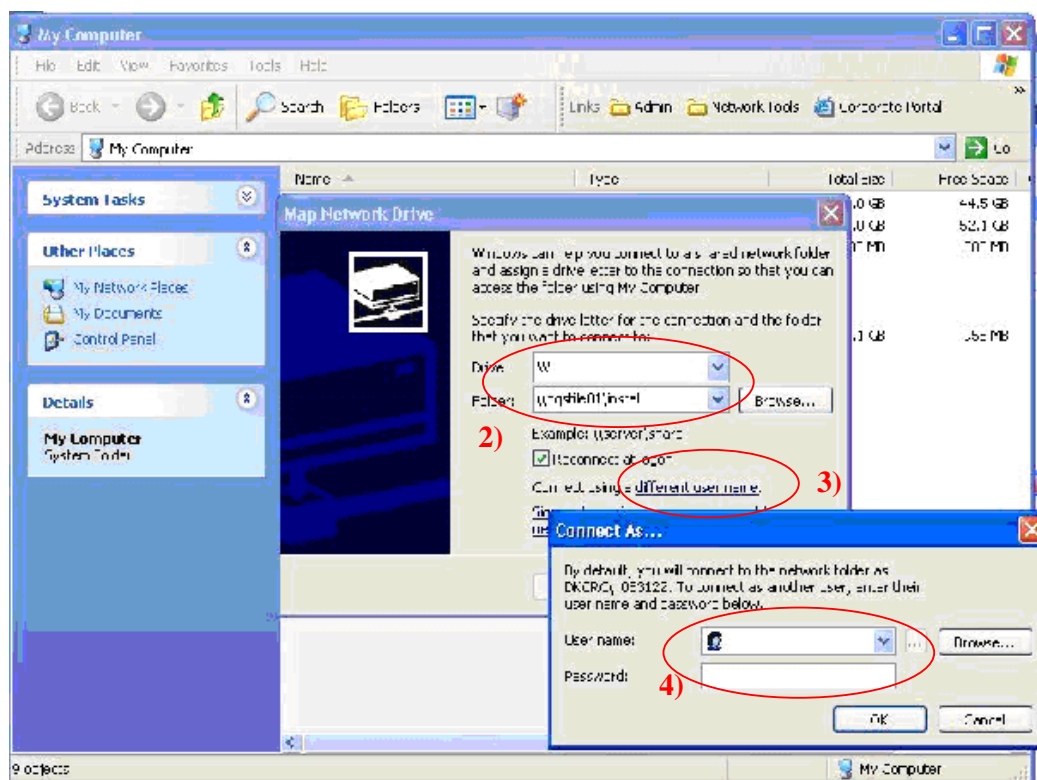 My Computer
File Edit View Favorites Tools Help
Back Search Folders Links Admin Network Tools Corporate Portal
Address My Computer Go
Name Type Total Size Free Space
System Tasks
44.5 GB
52.1 GB
Other Places
My Network Places
My Documents
Control Panel
Details
My Computer
System Folder
Map Network Drive
Windows can help you connect to a shared network folder
and assign a drive letter to the connection so that you can
access the folder using My Computer.
Specify the drive letter for the connection and the folder
that you want to connect to:
Drive: W
Folder: Browse...
2)
Example: \\server\share
Reconnect at logon
Connect using a different user name.
3)
Connect As...
By default, you will connect to the network folder as
To connect as another user, enter their
user name and password below.
User name: Browse...
Password:
4)
OK Cancel
9 objects My Computer